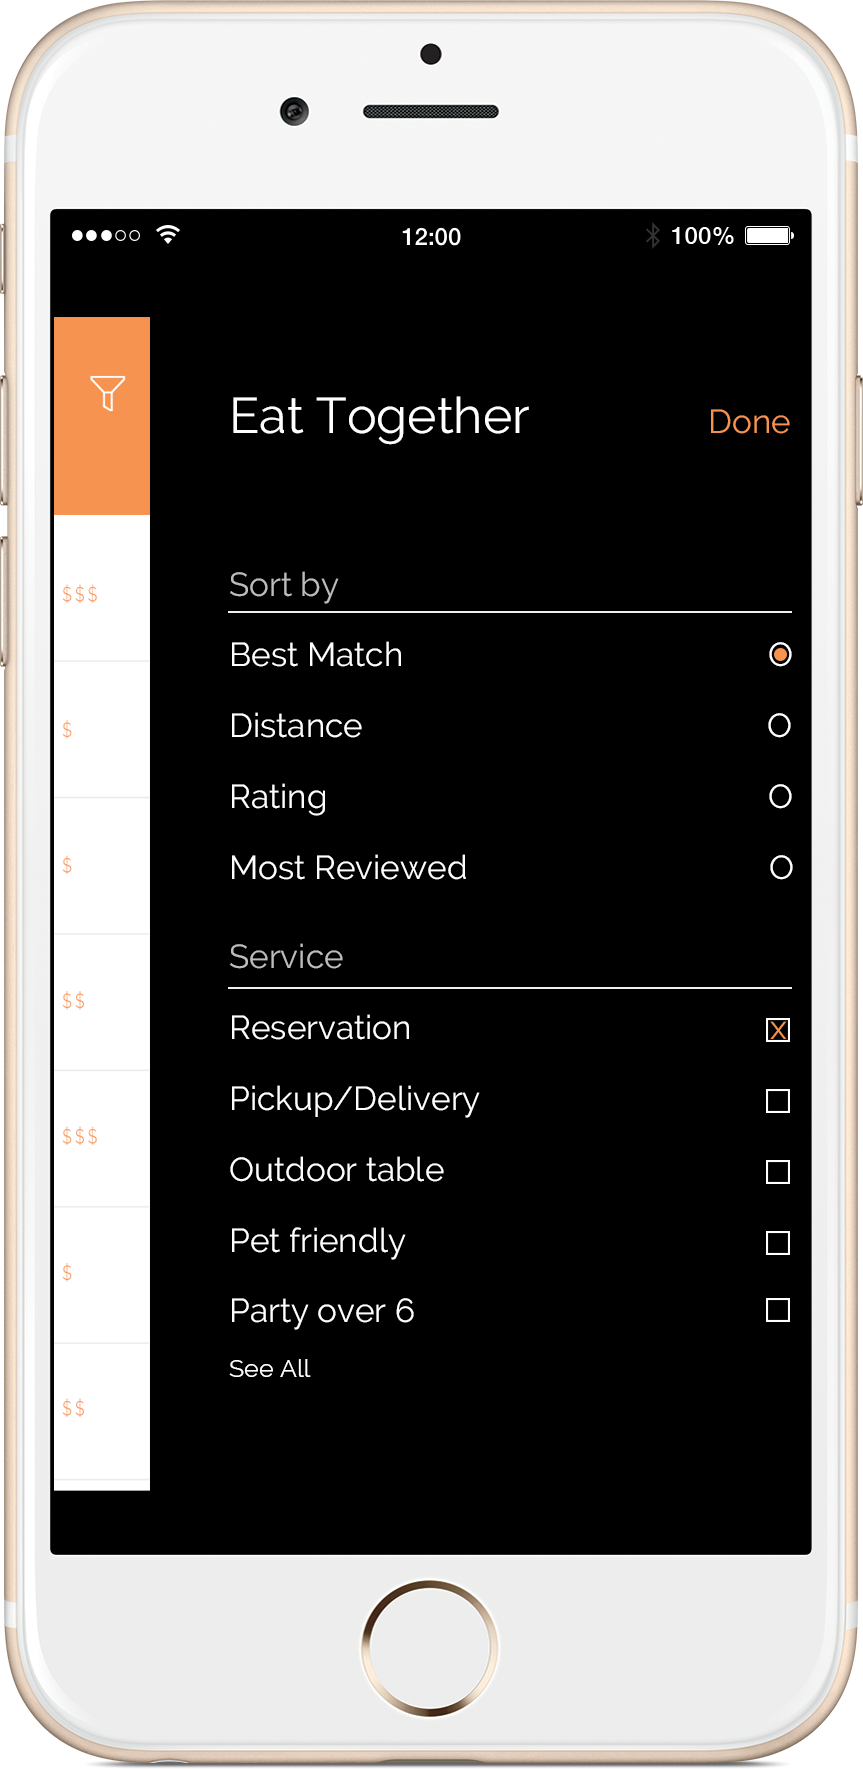 12:00
100%
Eat Together
Done
Sort by
$$$
Best Match
Distance
$
Rating
$
Most Reviewed
Service
$$
Reservation
Pickup/Delivery
$$$
Outdoor table
Pet friendly
$
Party over 6
See All
$$